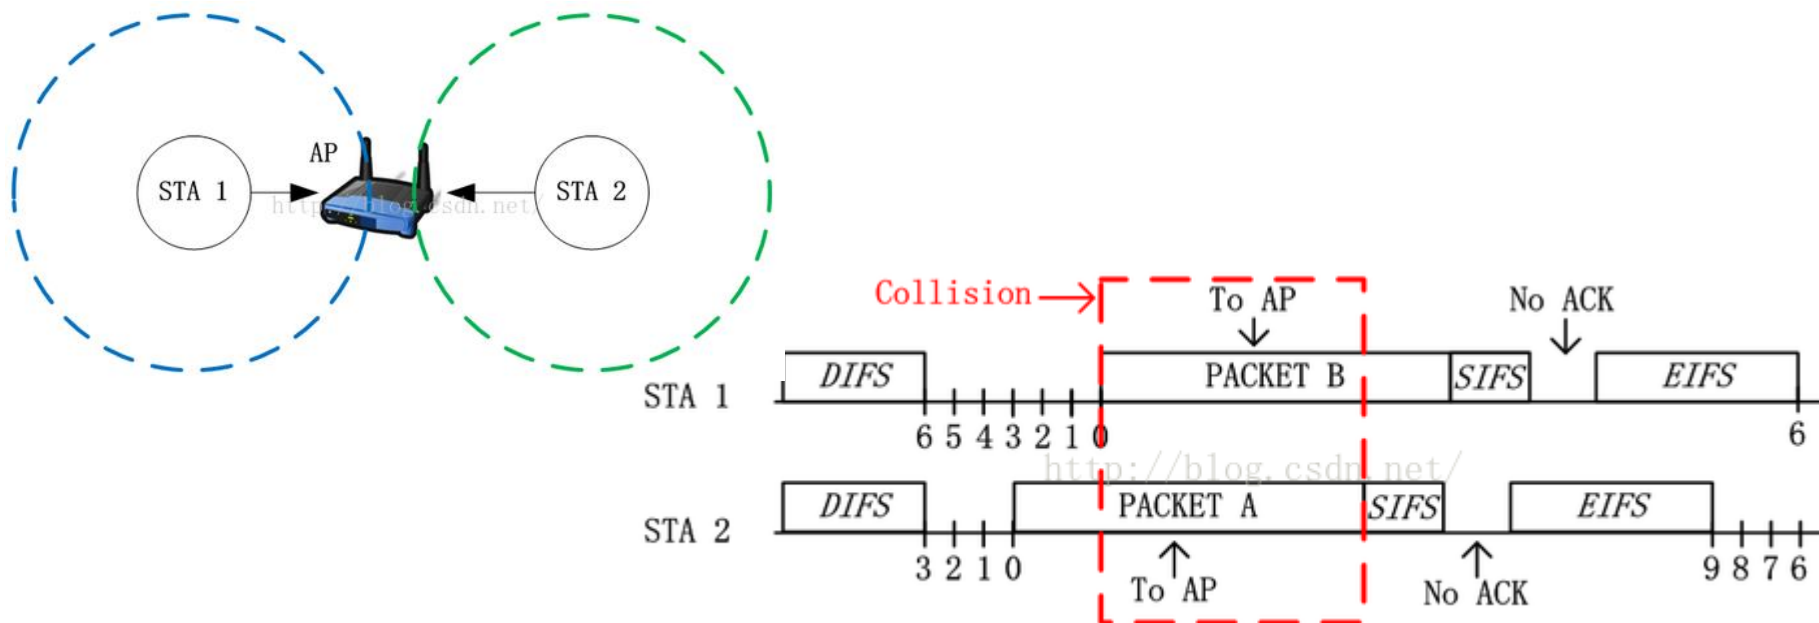 AP
STA 1
STA 2
http://blog.csdn.net/
Collision
To AP
No ACK
DIFS
PACKET B
SIFS
EIFS
STA 1
6 5 4 3 2 1 0
6
http://blog.csdn.net/
DIFS
PACKET A
SIFS
EIFS
STA 2
3 2 1 0
9 8 7 6
To AP
No ACK